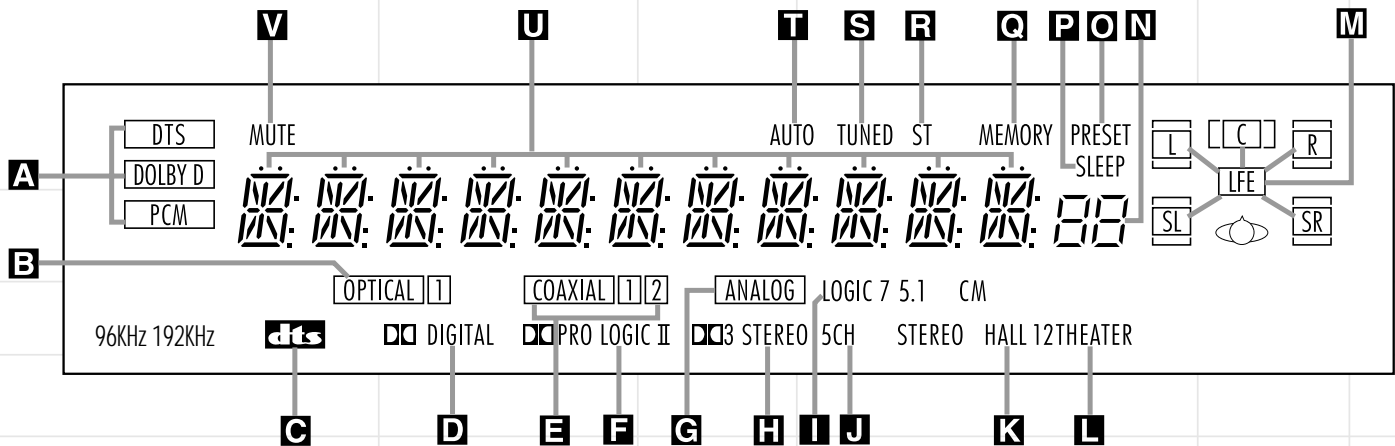 V U T S R Q P O N M
MUTE AUTO TUNED ST MEMORY PRESET
SLEEP
DTS
DOLBY D
PCM
A
L C R
LFE
SL SR
B
OPTICAL 1 COAXIAL 1 2 ANALOG LOGIC 7 5.1 CM
96KHz 192KHz dts DIGITAL PRO LOGIC II 3 STEREO 5CH STEREO HALL 12THEATER
C D E F G H I J K L